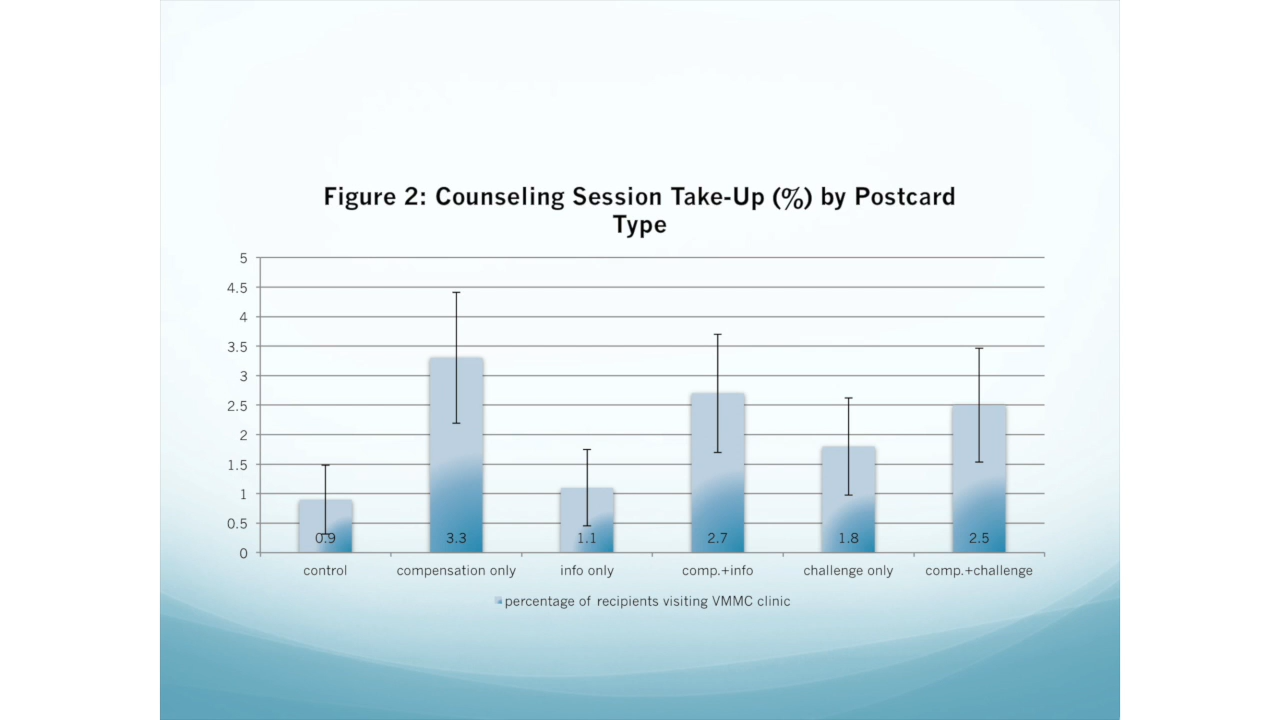 Figure 2: Counseling Session Take-Up (%) by Postcard
Type
5
4.5
4
3.5
3
2.5
2
1.5
1
0.5
0
0.9 3.3 1.1 2.7 1.8 2.5
control compensation only info only comp.+info challenge only comp.+challenge
percentage of recipients visiting VMMC clinic